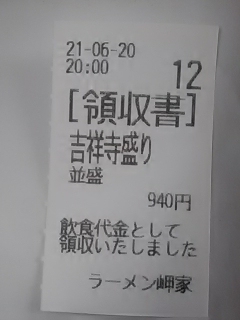 21-06-20
20:00 12
[領収書]
吉祥寺盛り
並盛
940円
飲食代金として
領収いたしました
ラーメン岬家